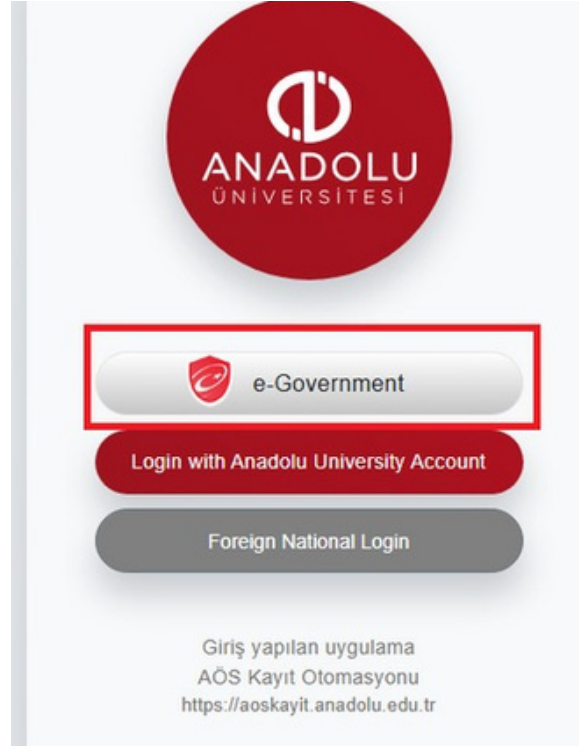 ANADOLU
ÜNİVERSİTESİ
e-Government
Login with Anadolu University Account
Foreign National Login
Giriş yapılan uygulama
AÖS Kayıt Otomasyonu
https://aoskayit.anadolu.edu.tr